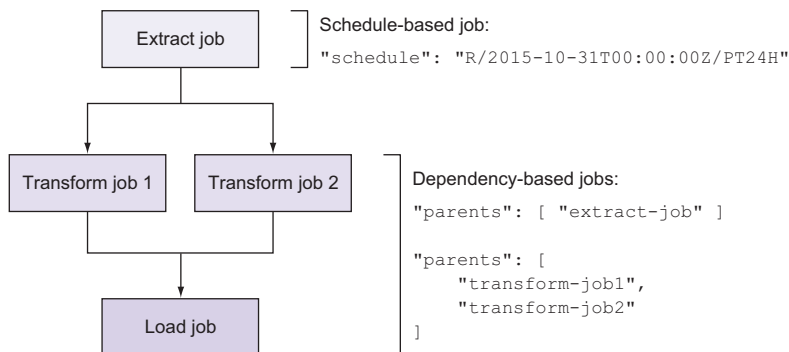 Extract job
Schedule-based job:
"schedule": "R/2015-10-31T00:00:00Z/PT24H"
Transform job 1
Transform job 2
Dependency-based jobs:
"parents": [ "extract-job" ]
"parents": [
"transform-job1",
"transform-job2"
]
Load job